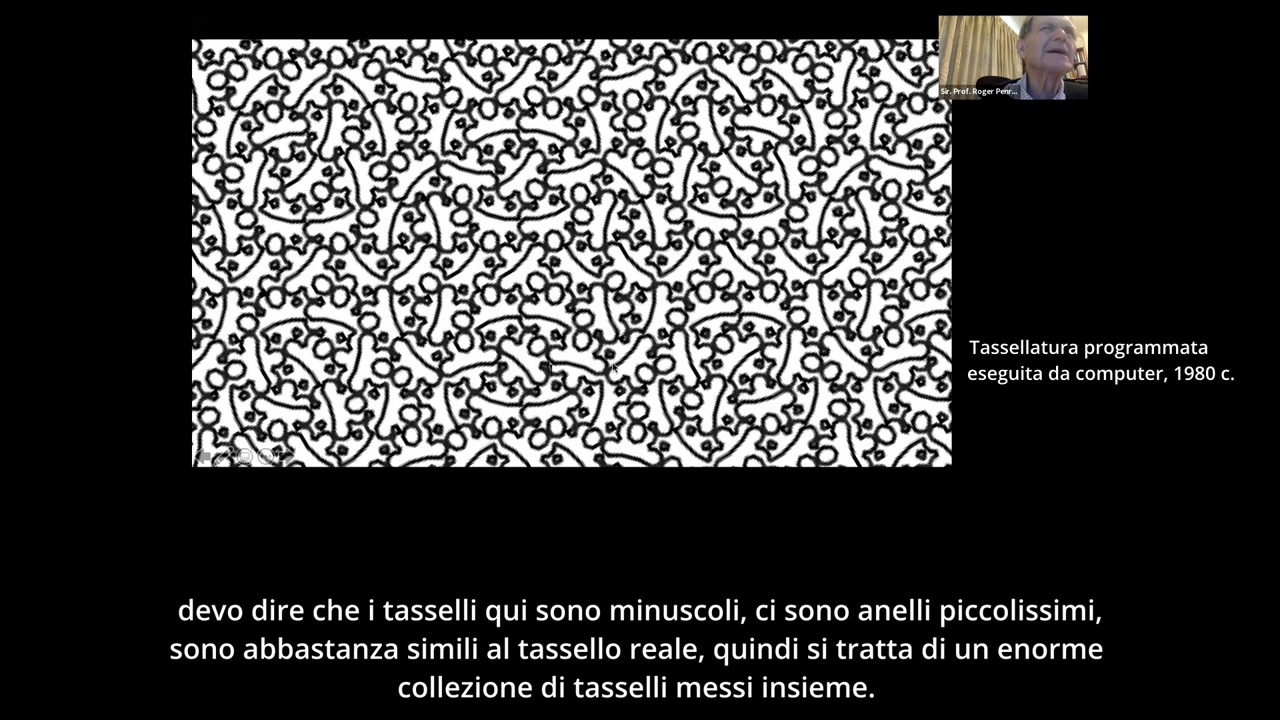 Sir. Prof. Roger Penr...
Tassellatura programmata
eseguita da computer, 1980 c.
devo dire che i tasselli qui sono minuscoli, ci sono anelli piccolissimi,
sono abbastanza simili al tassello reale, quindi si tratta di un enorme
collezione di tasselli messi insieme.